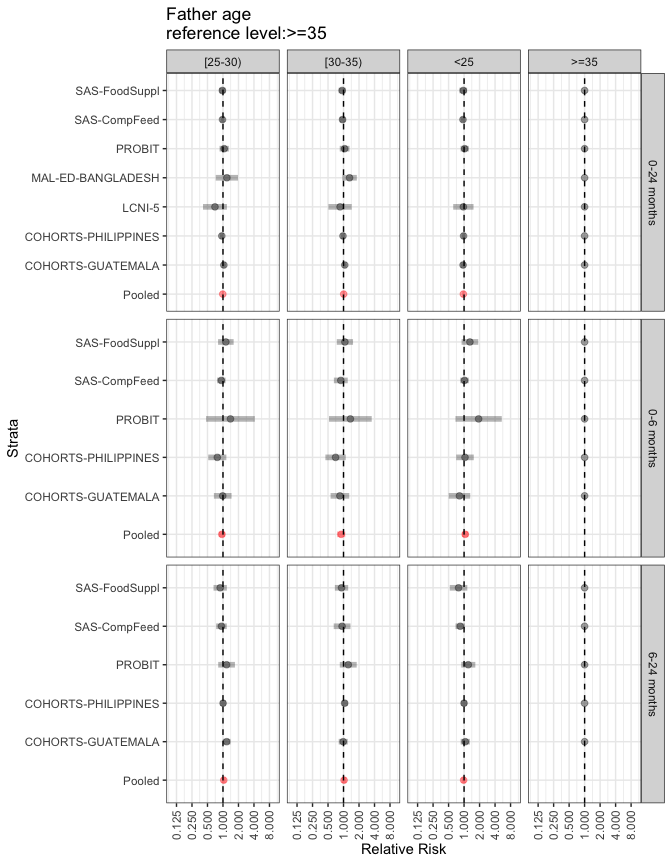 Father age
reference level:>=35
[25-30)
[30-35)
<25
>=35
SAS-FoodSuppl
SAS-CompFeed
PROBIT
MAL-ED-BANGLADESH
LCNI-5
COHORTS-PHILIPPINES
COHORTS-GUATEMALA
Pooled
0-24 months
SAS-FoodSuppl
SAS-CompFeed
PROBIT
COHORTS-PHILIPPINES
COHORTS-GUATEMALA
Pooled
0-6 months
SAS-FoodSuppl
SAS-CompFeed
PROBIT
COHORTS-PHILIPPINES
COHORTS-GUATEMALA
Pooled
6-24 months
Strata
0.125 0.250 0.500 1.000 2.000 4.000 8.000
0.125 0.250 0.500 1.000 2.000 4.000 8.000
0.125 0.250 0.500 1.000 2.000 4.000 8.000
0.125 0.250 0.500 1.000 2.000 4.000 8.000
Relative Risk